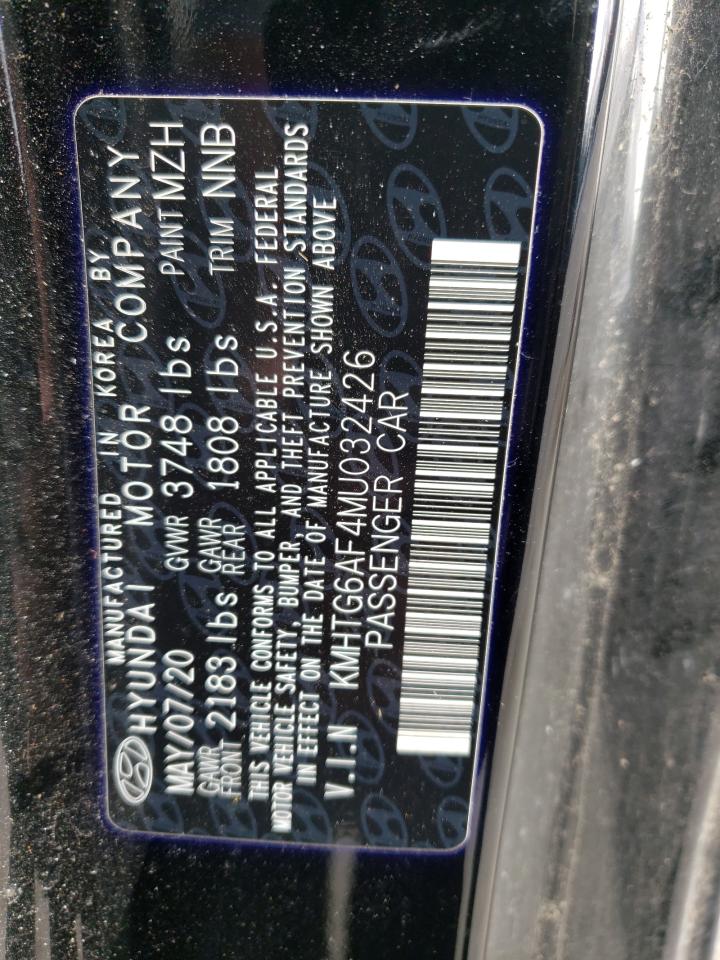 MANUFACTURED IN KOREA BY
HYUNDAI MOTOR COMPANY
MAY/07/20 GVWR 3748 lbs PAINT MZH
GAWR FRONT 2183 lbs GAWR REAR 1808 lbs TRIM NNB
THIS VEHICLE CONFORMS TO ALL APPLICABLE U.S.A. FEDERAL
MOTOR VEHICLE SAFETY, BUMPER, AND THEFT PREVENTION STANDARDS
IN EFFECT ON THE DATE OF MANUFACTURE SHOWN ABOVE
V.I.N KMHTG6AF4MU032426
PASSENGER CAR